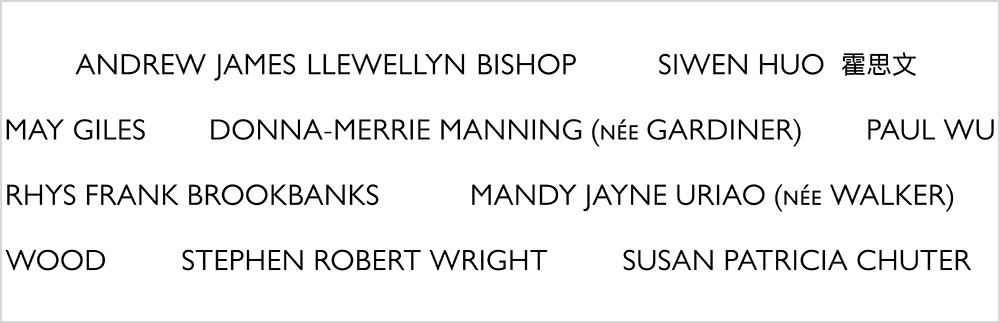 ANDREW JAMES LLEWELLYN BISHOP SIWEN HUO 霍思文
MAY GILES DONNA-MERRIE MANNING (NÉE GARDINER) PAUL WU
RHYS FRANK BROOKBANKS MANDY JAYNE URIAO (NÉE WALKER)
WOOD STEPHEN ROBERT WRIGHT SUSAN PATRICIA CHUTER